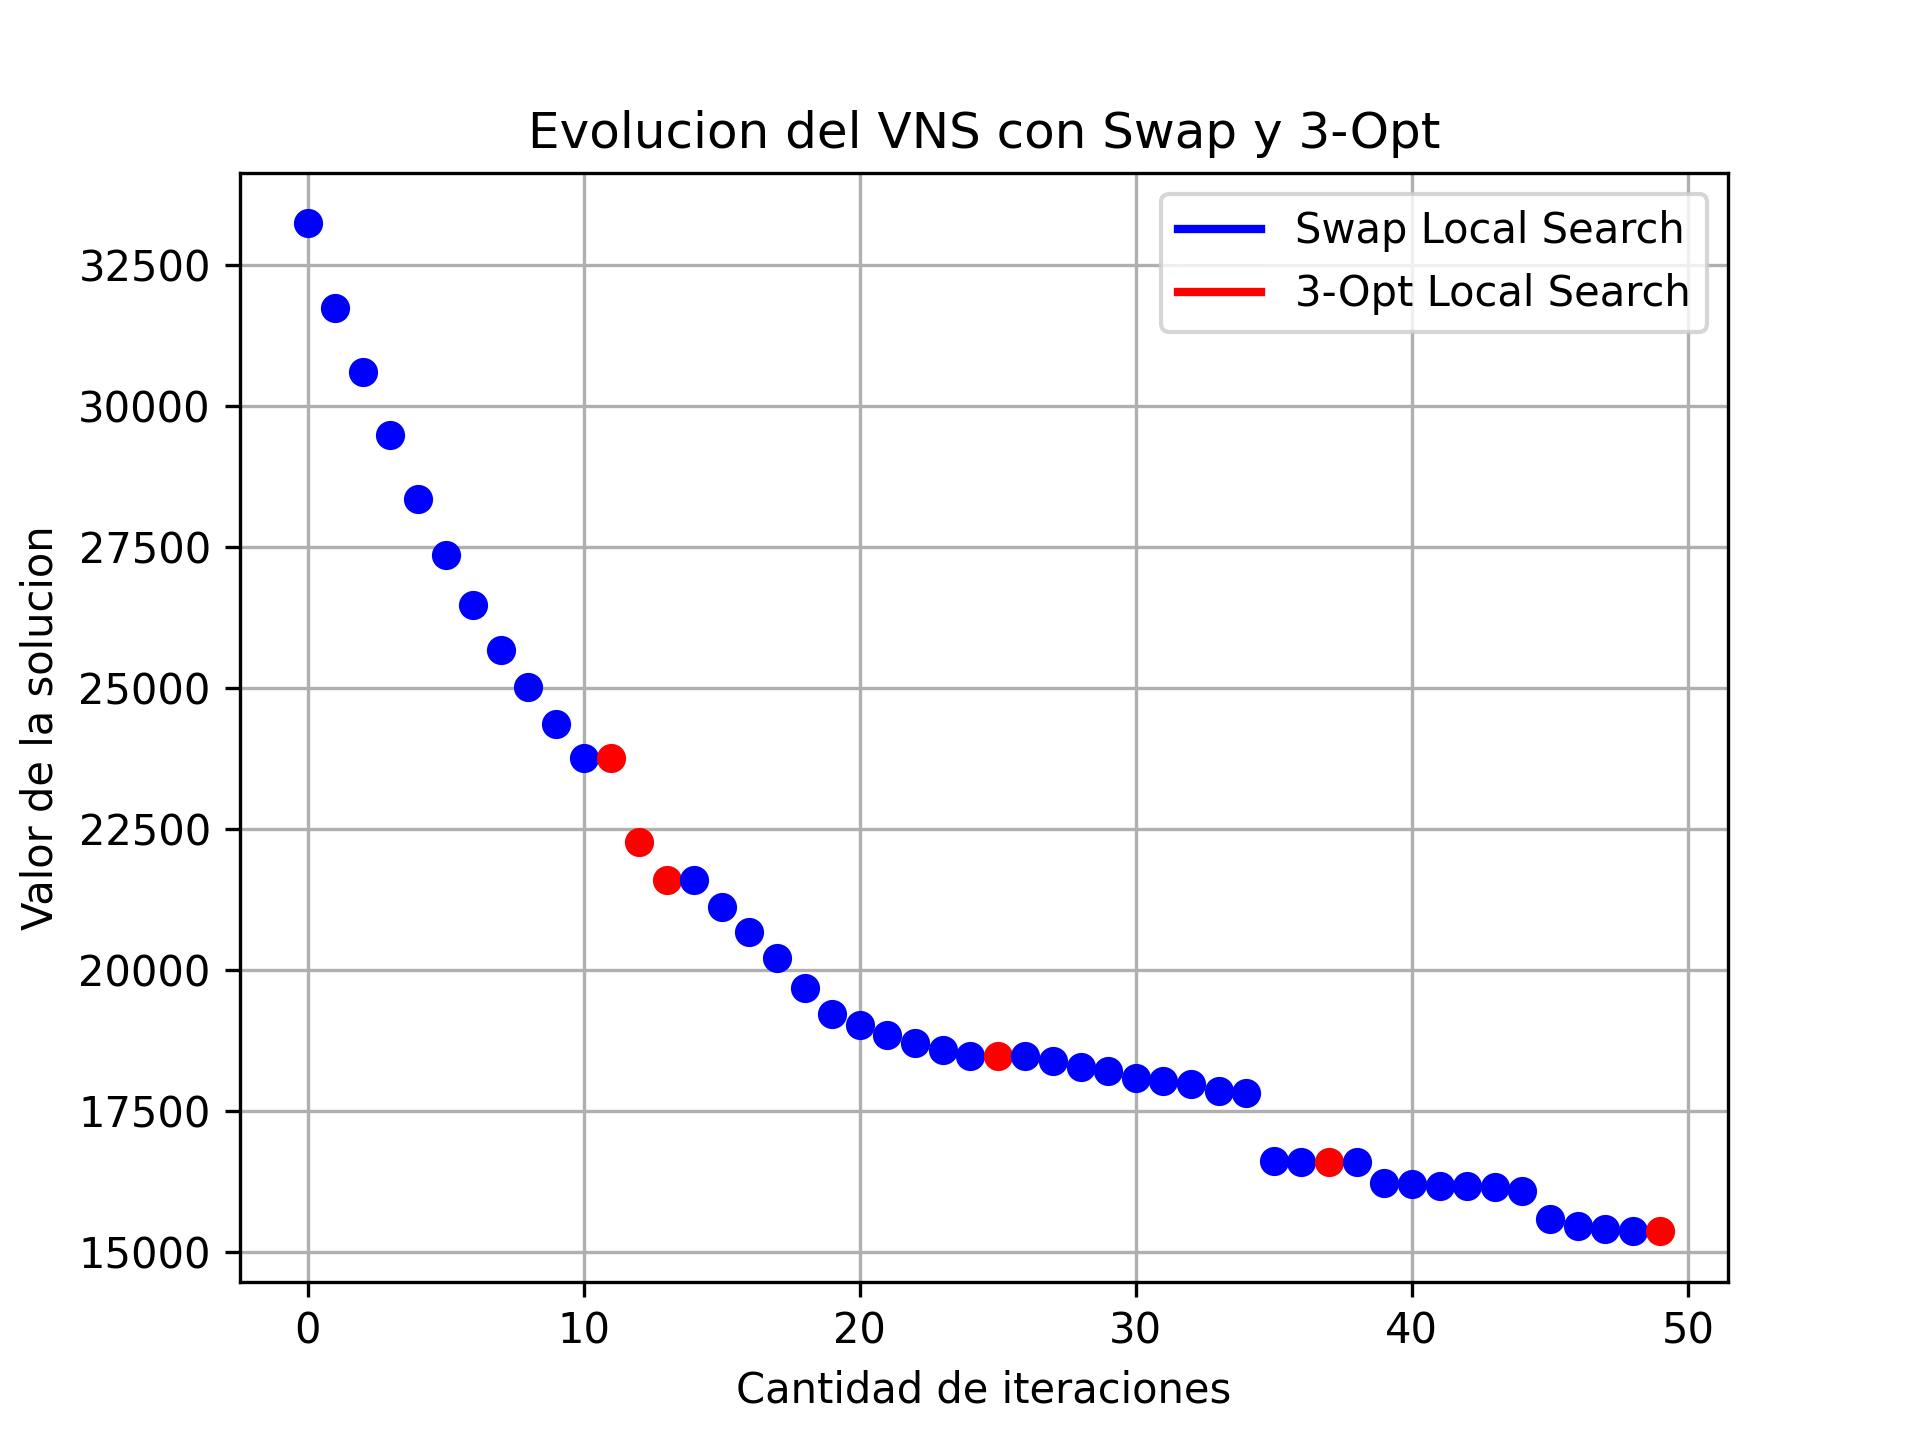 Evolucion del VNS con Swap y 3-Opt
Swap Local Search
3-Opt Local Search
Valor de la solucion
32500
30000
27500
25000
22500
20000
17500
15000
0 10 20 30 40 50
Cantidad de iteraciones